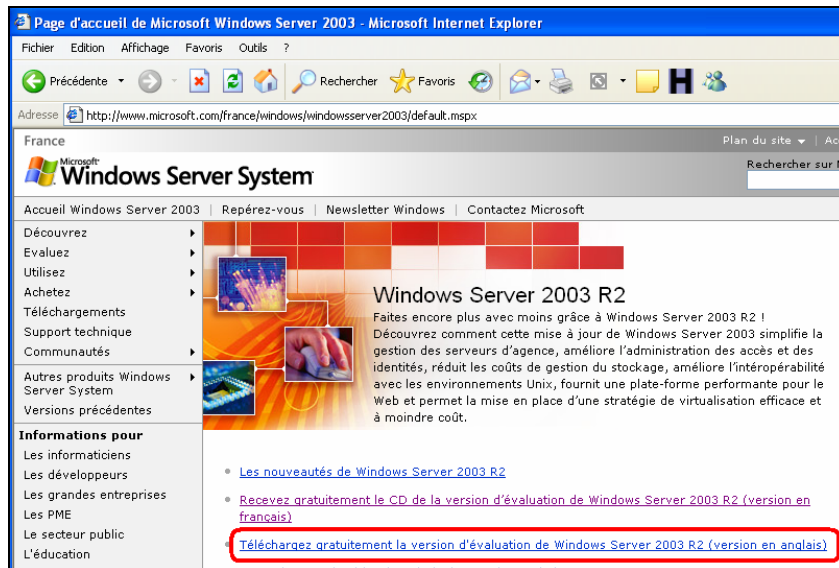 Page d'accueil de Microsoft Windows Server 2003 - Microsoft Internet Explorer
Fichier Edition Affichage Favoris Outils ?
Précédente Rechercher Favoris
Adresse http://www.microsoft.com/france/windows/windowsserver2003/default.mspx
France Plan du site |
Microsoft
Windows Server System
Rechercher sur
Accueil Windows Server 2003 | Repérez-vous | Newsletter Windows | Contactez Microsoft
Découvrez
Evaluez
Utilisez
Achetez
Téléchargements
Support technique
Communautés
Autres produits Windows
Server System
Versions précédentes
Informations pour
Les informaticiens
Les développeurs
Les grandes entreprises
Les PME
Le secteur public
L'éducation
Windows Server 2003 R2
Faites encore plus avec moins grâce à Windows Server 2003 R2 !
Découvrez comment cette mise à jour de Windows Server 2003 simplifie la
gestion des serveurs d'agence, améliore l'administration des accès et des
identités, réduit les coûts de gestion du stockage, améliore l'intéropérabilité
avec les environnements Unix, fournit une plate-forme performante pour le
Web et permet la mise en place d'une stratégie de virtualisation efficace et
à moindre coût.
Les nouveautés de Windows Server 2003 R2
Recevez gratuitement le CD de la version d'évaluation de Windows Server 2003 R2 (version en
français)
Téléchargez gratuitement la version d'évaluation de Windows Server 2003 R2 (version en anglais)